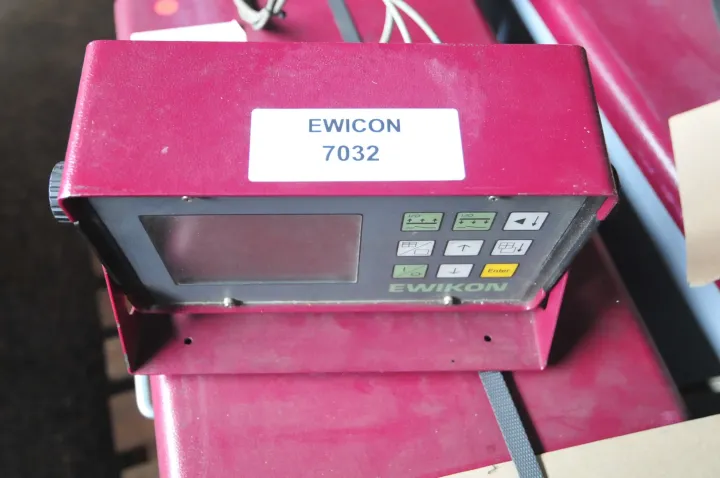 EWICON
7032
I/O
Enter
EWIKON